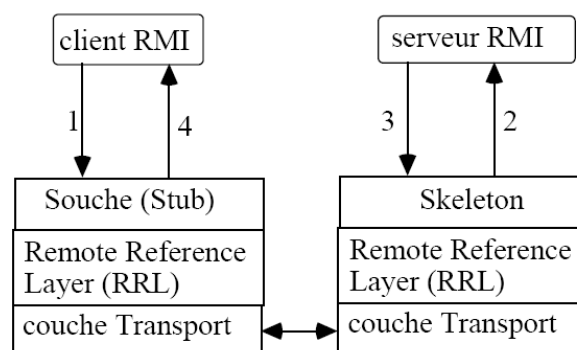 client RMI
serveur RMI
1
4
3
2
Souche (Stub)
Skeleton
Remote Reference
Layer (RRL)
Remote Reference
Layer (RRL)
couche Transport
couche Transport